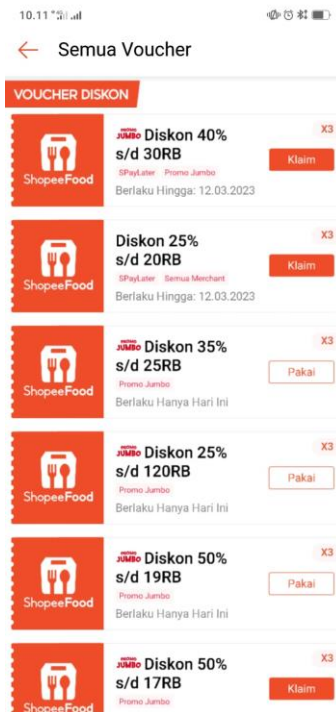 10.11
Semua Voucher
VOUCHER DISKON
X3
JUMBO Diskon 40%
s/d 30RB
Klaim
SPayLater Promo Jumbo
ShopeeFood
Berlaku Hingga: 12.03.2023
X3
Diskon 25%
s/d 20RB
Klaim
SPayLater Semua Merchant
ShopeeFood
Berlaku Hingga: 12.03.2023
X3
JUMBO Diskon 35%
s/d 25RB
Pakai
Promo Jumbo
ShopeeFood
Berlaku Hanya Hari Ini
X3
JUMBO Diskon 25%
s/d 120RB
Pakai
Promo Jumbo
ShopeeFood
Berlaku Hanya Hari Ini
X3
JUMBO Diskon 50%
s/d 19RB
Pakai
Promo Jumbo
ShopeeFood
Berlaku Hanya Hari Ini
X3
JUMBO Diskon 50%
s/d 17RB
Klaim
Promo Jumbo
ShopeeFood